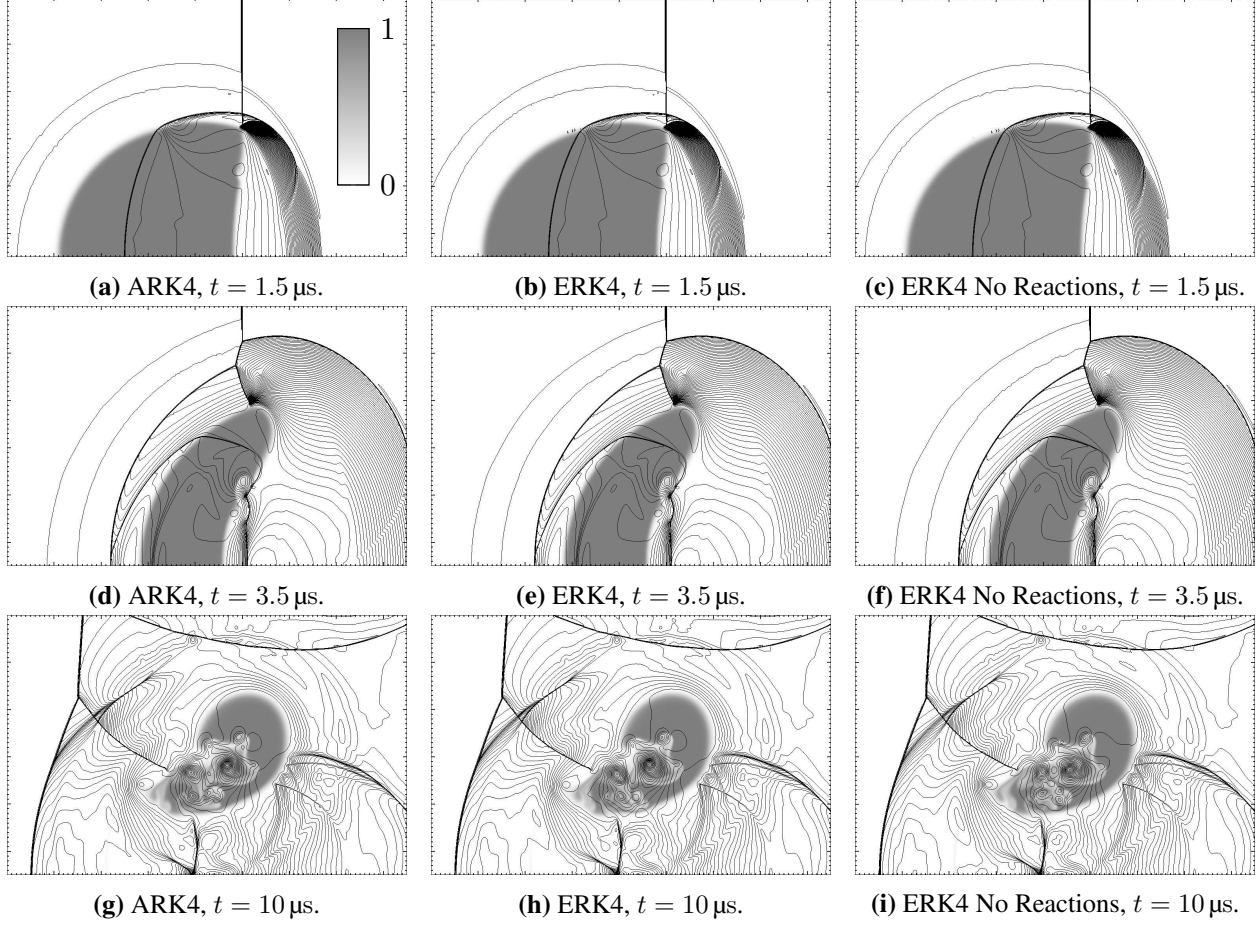 1
0
(a) ARK4, t = 1.5 μs.
(b) ERK4, t = 1.5 μs.
(c) ERK4 No Reactions, t = 1.5 μs.
(d) ARK4, t = 3.5 μs.
(e) ERK4, t = 3.5 μs.
(f) ERK4 No Reactions, t = 3.5 μs.
(g) ARK4, t = 10 μs.
(h) ERK4, t = 10 μs.
(i) ERK4 No Reactions, t = 10 μs.